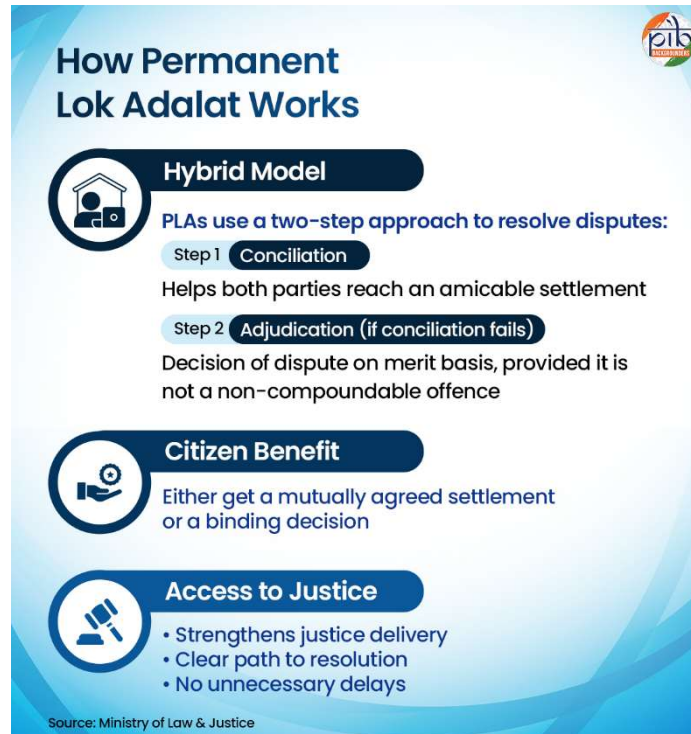 pib
BACKGROUNDERS
How Permanent
Lok Adalat Works
Hybrid Model
PLAs use a two-step approach to resolve disputes:
Step 1 Conciliation
Helps both parties reach an amicable settlement
Step 2 Adjudication (if conciliation fails)
Decision of dispute on merit basis, provided it is
not a non-compoundable offence
Citizen Benefit
Either get a mutually agreed settlement
or a binding decision
Access to Justice
• Strengthens justice delivery
• Clear path to resolution
• No unnecessary delays
Source: Ministry of Law & Justice